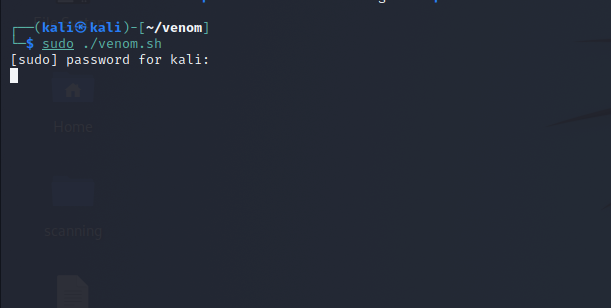 ┌──(kali㉿kali)-[~/venom]
└─$ sudo ./venom.sh
[sudo] password for kali:
Home
scanning